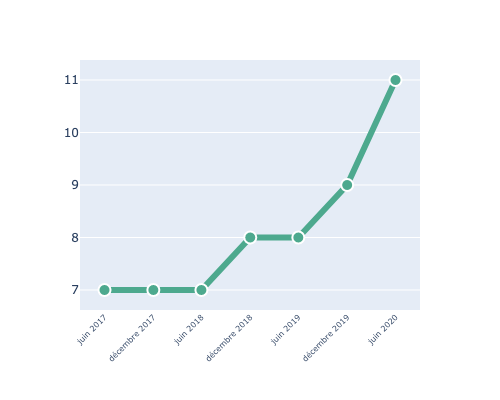 11
10
9
8
7
juin 2017
décembre 2017
juin 2018
décembre 2018
juin 2019
décembre 2019
juin 2020